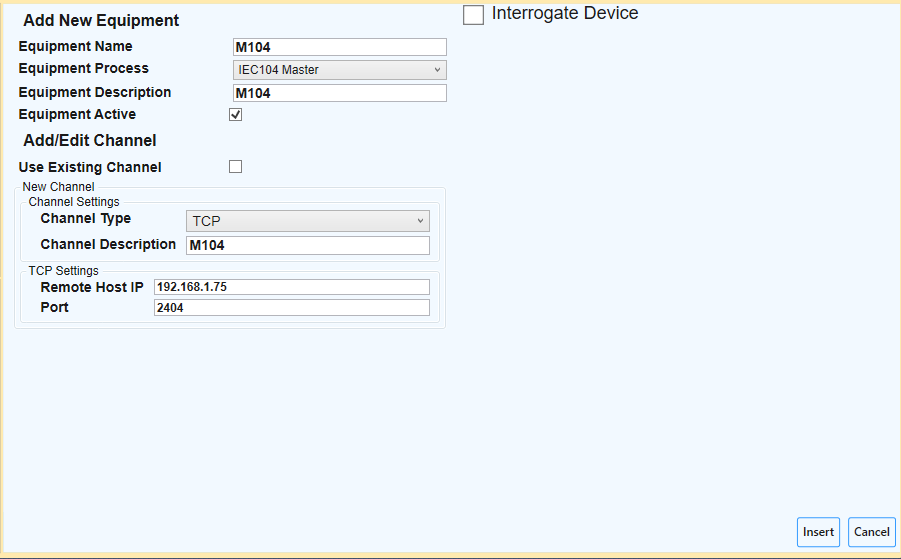 Add New Equipment
Interrogate Device
Equipment Name M104
Equipment Process IEC104 Master
Equipment Description M104
Equipment Active
Add/Edit Channel
Use Existing Channel
New Channel
Channel Settings
Channel Type TCP
Channel Description M104
TCP Settings
Remote Host IP 192.168.1.75
Port 2404
Insert Cancel